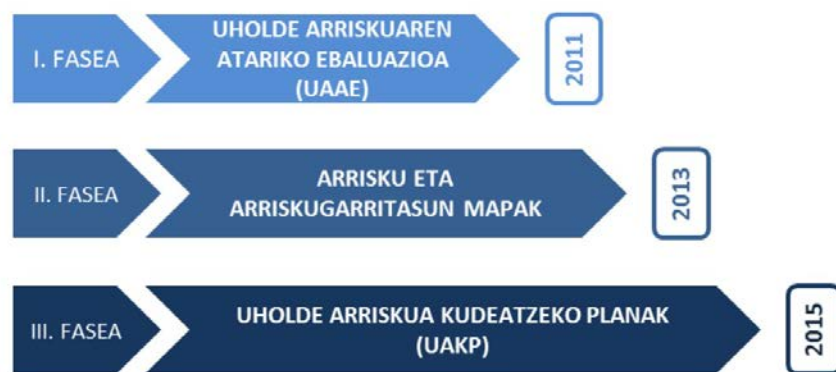 I. FASEA
UHOLDE ARRISKUAREN
ATARIKO EBALUAZIOA
(UAAE)
2011
II. FASEA
ARRISKU ETA
ARRISKUGARRITASUN MAPAK
2013
III. FASEA
UHOLDE ARRISKUA KUDEATZEKO PLANAK
(UAKP)
2015